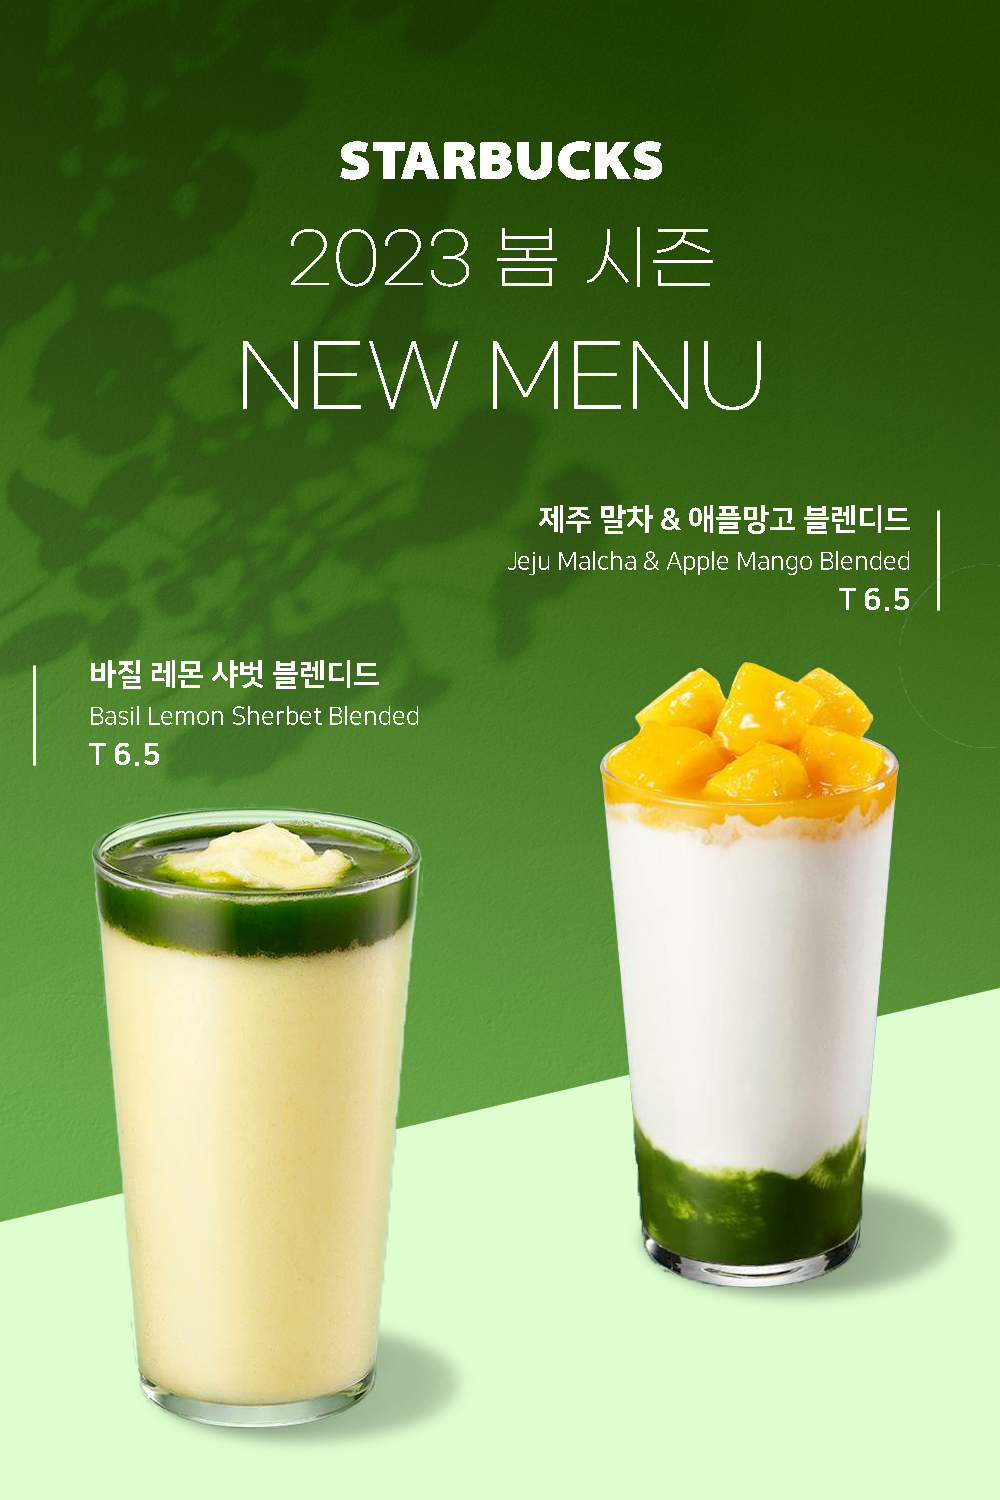 STARBUCKS
2023 봄 시즌
NEW MENU
제주 말차 & 애플망고 블렌디드
Jeju Malcha & Apple Mango Blended
T 6.5
바질 레몬 샤벗 블렌디드
Basil Lemon Sherbet Blended
T 6.5